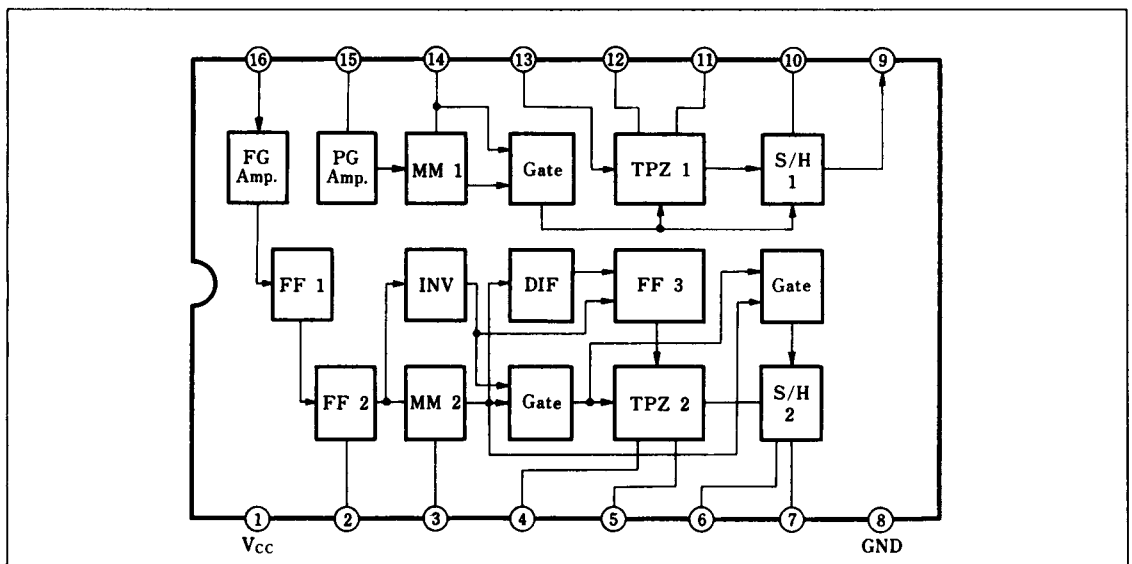 16 15 14 13 12 11 10 9
FG
Amp.
PG
Amp.
MM 1
Gate
TPZ 1
S/H
1
FF 1
INV
DIF
FF 3
Gate
FF 2
MM 2
Gate
TPZ 2
S/H
2
1 2 3 4 5 6 7 8
VCC GND